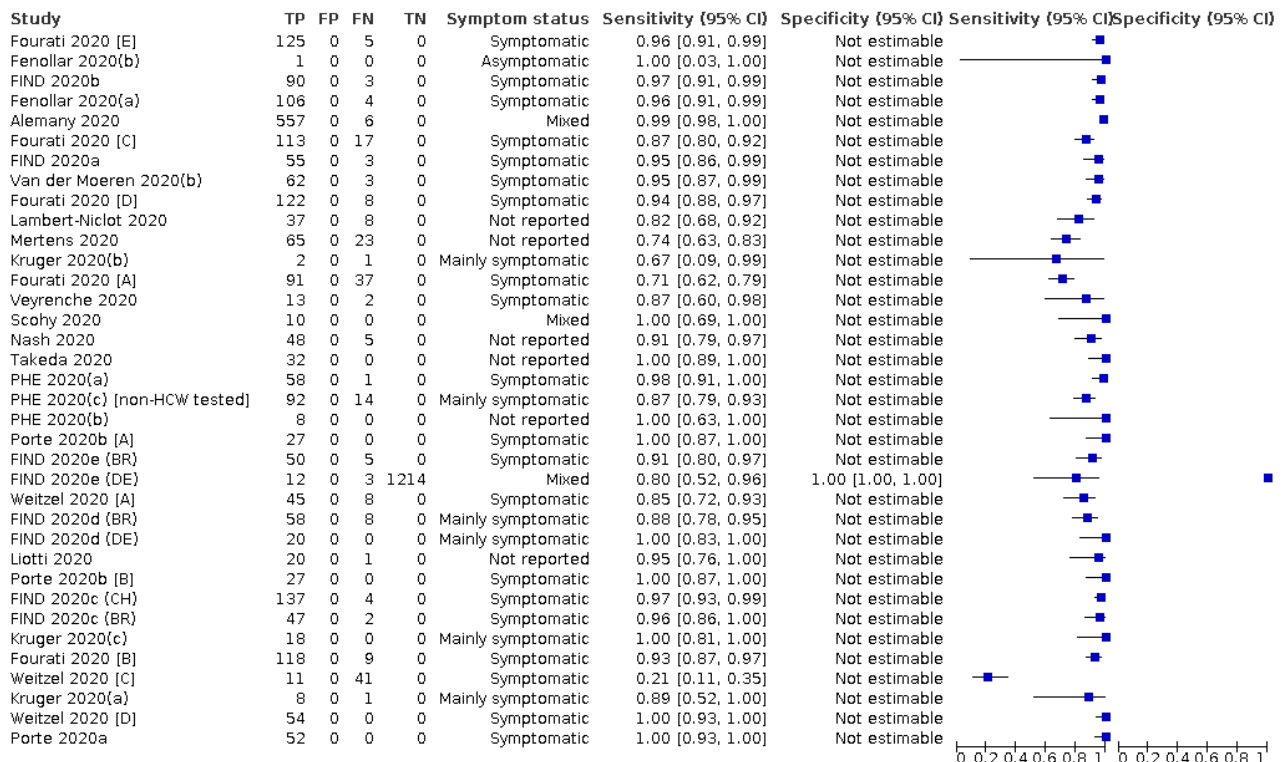 Study TP FP FN TN Symptom status Sensitivity (95% CI) Specificity (95% CI) Sensitivity (95% CI) Specificity (95% CI)
Fourati 2020 [E] 125 0 5 0 Symptomatic 0.96 [0.91, 0.99] Not estimable
Fenollar 2020(b) 1 0 0 0 Asymptomatic 1.00 [0.03, 1.00] Not estimable
FIND 2020b 90 0 3 0 Symptomatic 0.97 [0.91, 0.99] Not estimable
Fenollar 2020(a) 106 0 4 0 Symptomatic 0.96 [0.91, 0.99] Not estimable
Alemany 2020 557 0 6 0 Mixed 0.99 [0.98, 1.00] Not estimable
Fourati 2020 [C] 113 0 17 0 Symptomatic 0.87 [0.80, 0.92] Not estimable
FIND 2020a 55 0 3 0 Symptomatic 0.95 [0.86, 0.99] Not estimable
Van der Moeren 2020(b) 62 0 3 0 Symptomatic 0.95 [0.87, 0.99] Not estimable
Fourati 2020 [D] 122 0 8 0 Symptomatic 0.94 [0.88, 0.97] Not estimable
Lambert-Niclot 2020 37 0 8 0 Not reported 0.82 [0.68, 0.92] Not estimable
Mertens 2020 65 0 23 0 Not reported 0.74 [0.63, 0.83] Not estimable
Kruger 2020(b) 2 0 1 0 Mainly symptomatic 0.67 [0.09, 0.99] Not estimable
Fourati 2020 [A] 91 0 37 0 Symptomatic 0.71 [0.62, 0.79] Not estimable
Veyrenche 2020 13 0 2 0 Symptomatic 0.87 [0.60, 0.98] Not estimable
Scohy 2020 10 0 0 0 Mixed 1.00 [0.69, 1.00] Not estimable
Nash 2020 48 0 5 0 Not reported 0.91 [0.79, 0.97] Not estimable
Takeda 2020 32 0 0 0 Not reported 1.00 [0.89, 1.00] Not estimable
PHE 2020(a) 58 0 1 0 Symptomatic 0.98 [0.91, 1.00] Not estimable
PHE 2020(c) [non-HCW tested] 92 0 14 0 Mainly symptomatic 0.87 [0.79, 0.93] Not estimable
PHE 2020(b) 8 0 0 0 Not reported 1.00 [0.63, 1.00] Not estimable
Porte 2020b [A] 27 0 0 0 Symptomatic 1.00 [0.87, 1.00] Not estimable
FIND 2020e (BR) 50 0 5 0 Symptomatic 0.91 [0.80, 0.97] Not estimable
FIND 2020e (DE) 12 0 3 1214 Mixed 0.80 [0.52, 0.96] 1.00 [1.00, 1.00]
Weitzel 2020 [A] 45 0 8 0 Symptomatic 0.85 [0.72, 0.93] Not estimable
FIND 2020d (BR) 58 0 8 0 Mainly symptomatic 0.88 [0.78, 0.95] Not estimable
FIND 2020d (DE) 20 0 0 0 Mainly symptomatic 1.00 [0.83, 1.00] Not estimable
Liotti 2020 20 0 1 0 Not reported 0.95 [0.76, 1.00] Not estimable
Porte 2020b [B] 27 0 0 0 Symptomatic 1.00 [0.87, 1.00] Not estimable
FIND 2020c (CH) 137 0 4 0 Symptomatic 0.97 [0.93, 0.99] Not estimable
FIND 2020c (BR) 47 0 2 0 Symptomatic 0.96 [0.86, 1.00] Not estimable
Kruger 2020(c) 18 0 0 0 Mainly symptomatic 1.00 [0.81, 1.00] Not estimable
Fourati 2020 [B] 118 0 9 0 Symptomatic 0.93 [0.87, 0.97] Not estimable
Weitzel 2020 [C] 11 0 41 0 Symptomatic 0.21 [0.11, 0.35] Not estimable
Kruger 2020(a) 8 0 1 0 Mainly symptomatic 0.89 [0.52, 1.00] Not estimable
Weitzel 2020 [D] 54 0 0 0 Symptomatic 1.00 [0.93, 1.00] Not estimable
Porte 2020a 52 0 0 0 Symptomatic 1.00 [0.93, 1.00] Not estimable
0 0.2 0.4 0.6 0.8 1 0 0.2 0.4 0.6 0.8 1